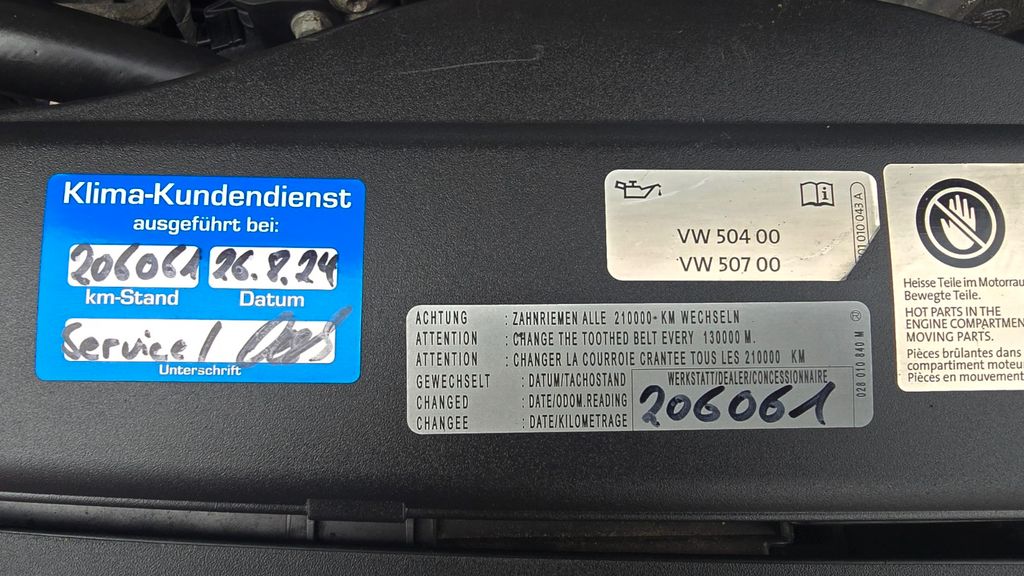 Klima-Kundendienst
ausgeführt bei:
206061 26.8.24
km-Stand Datum
Service /
Unterschrift
VW 504 00
VW 507 00
01 010 043 A
ACHTUNG : ZAHNRIEMEN ALLE 210000- KM WECHSELN
ATTENTION : CHANGE THE TOOTHED BELT EVERY 130000 M.
ATTENTION : CHANGER LA COURROIE CRANTEE TOUS LES 210000 KM
GEWECHSELT : DATUM/TACHOSTAND WERKSTATT/DEALER/CONCESSIONNAIRE
CHANGED : DATE/ODOM.READING 206061
CHANGEE : DATE/KILOMETRAGE
028 010 840 M
Heisse Teile im Motorrau
Bewegte Teile.
HOT PARTS IN THE
ENGINE COMPARTMEN
MOVING PARTS.
Pièces brûlantes dans
compartiment moteu
Pièces en mouvement